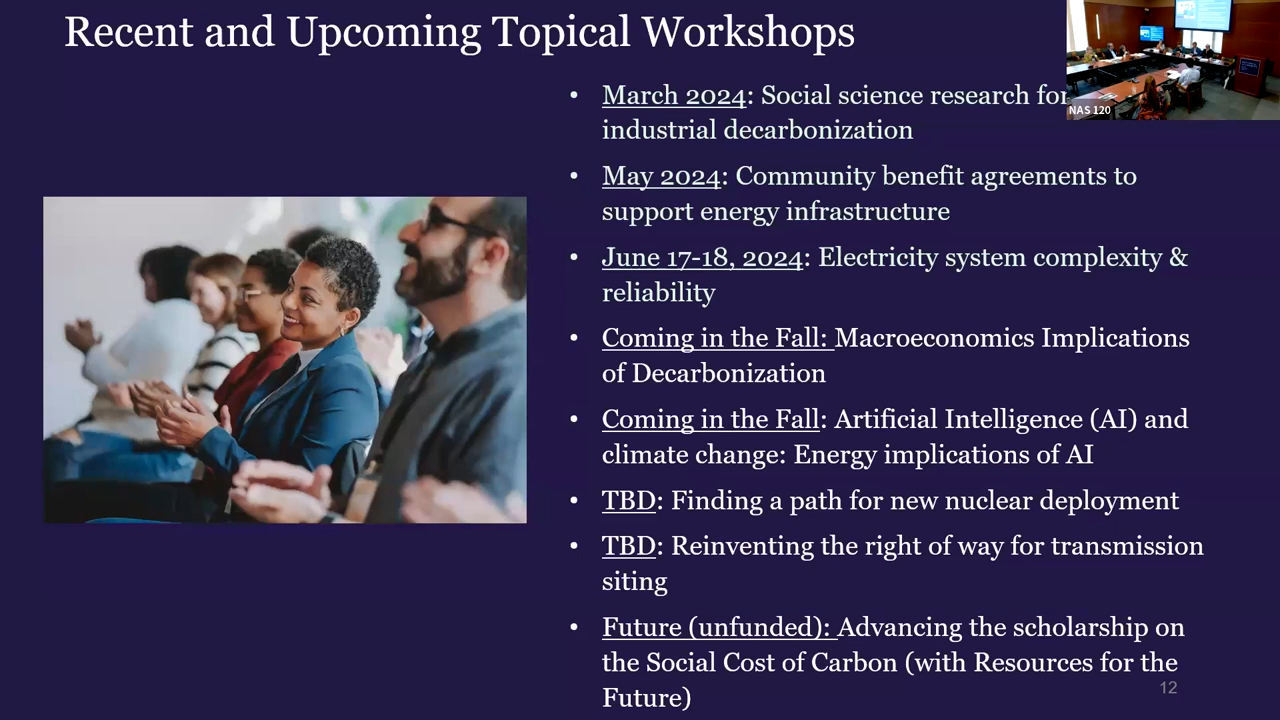 Recent and Upcoming Topical Workshops
• March 2024: Social science research for
industrial decarbonization
• May 2024: Community benefit agreements to
support energy infrastructure
• June 17-18, 2024: Electricity system complexity &
reliability
• Coming in the Fall: Macroeconomics Implications
of Decarbonization
• Coming in the Fall: Artificial Intelligence (AI) and
climate change: Energy implications of AI
• TBD: Finding a path for new nuclear deployment
• TBD: Reinventing the right of way for transmission
siting
• Future (unfunded): Advancing the scholarship on
the Social Cost of Carbon (with Resources for the
Future)
12
NAS 120